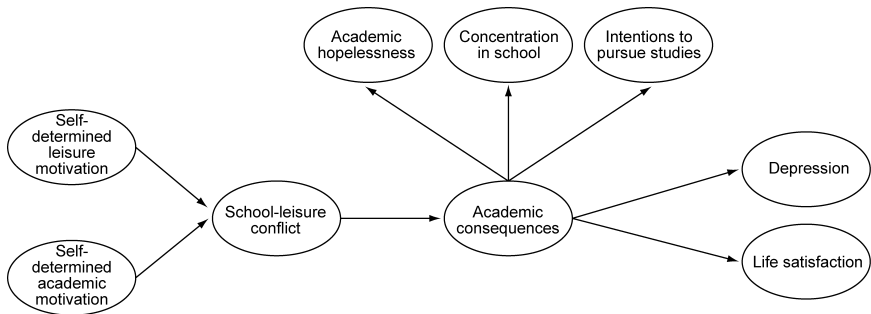 Academic
hopelessness
Concentration
in school
Intentions to
pursue studies
Self-
determined
leisure
motivation
Depression
School-leisure
conflict
Academic
consequences
Self-
determined
academic
motivation
Life satisfaction